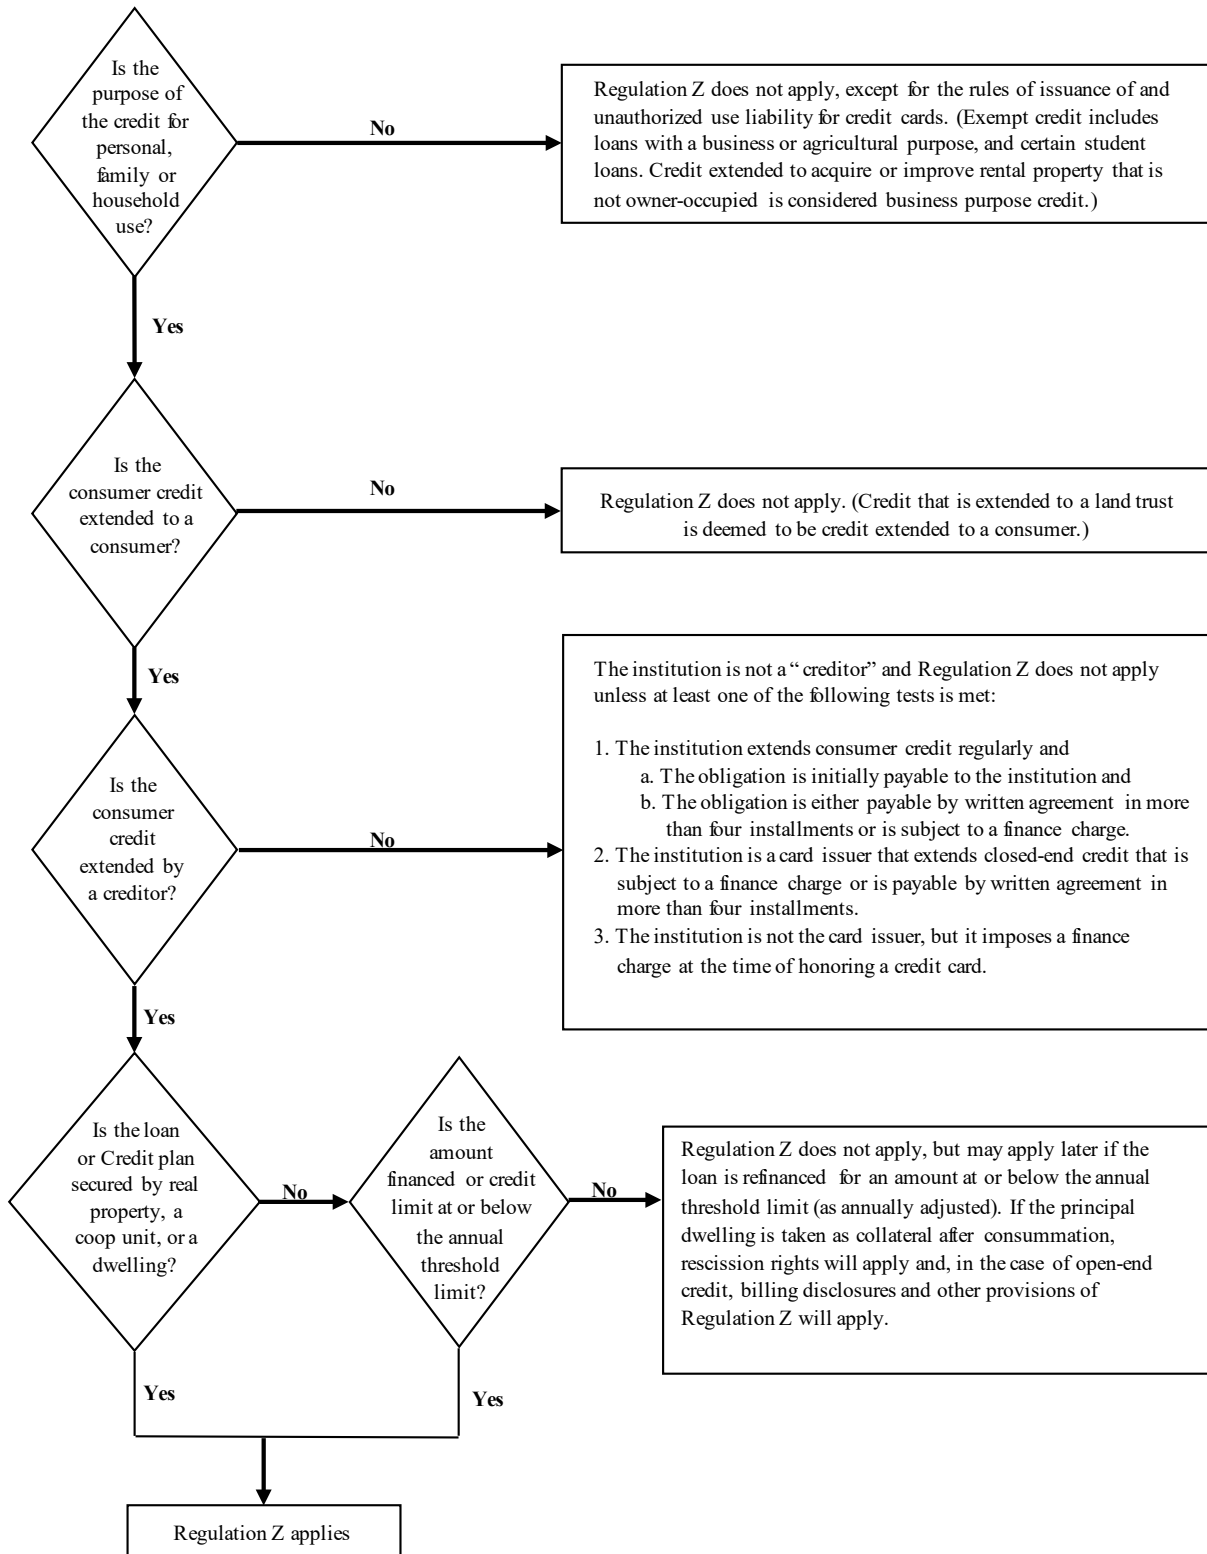 Is the
purpose of
the credit for
personal,
family or
household
use?
No
Regulation Z does not apply, except for the rules of issuance of and
unauthorized use liability for credit cards. (Exempt credit includes
loans with a business or agricultural purpose, and certain student
loans. Credit extended to acquire or improve rental property that is
not owner-occupied is considered business purpose credit.)
Yes
Is the
consumer credit
extended to a
consumer?
No
Regulation Z does not apply. (Credit that is extended to a land trust
is deemed to be credit extended to a consumer.)
Yes
Is the
consumer
credit
extended by
a creditor?
No
The institution is not a “creditor” and Regulation Z does not apply
unless at least one of the following tests is met:
1. The institution extends consumer credit regularly and
a. The obligation is initially payable to the institution and
b. The obligation is either payable by written agreement in more
than four installments or is subject to a finance charge.
2. The institution is a card issuer that extends closed-end credit that is
subject to a finance charge or is payable by written agreement in
more than four installments.
3. The institution is not the card issuer, but it imposes a finance
charge at the time of honoring a credit card.
Yes
Is the loan
or Credit plan
secured by real
property, a
coop unit, or a
dwelling?
No
Is the
amount
financed or credit
limit at or below
the annual
threshold
limit?
No
Regulation Z does not apply, but may apply later if the
loan is refinanced for an amount at or below the annual
threshold limit (as annually adjusted). If the principal
dwelling is taken as collateral after consummation,
rescission rights will apply and, in the case of open-end
credit, billing disclosures and other provisions of
Regulation Z will apply.
Yes
Yes
Regulation Z applies